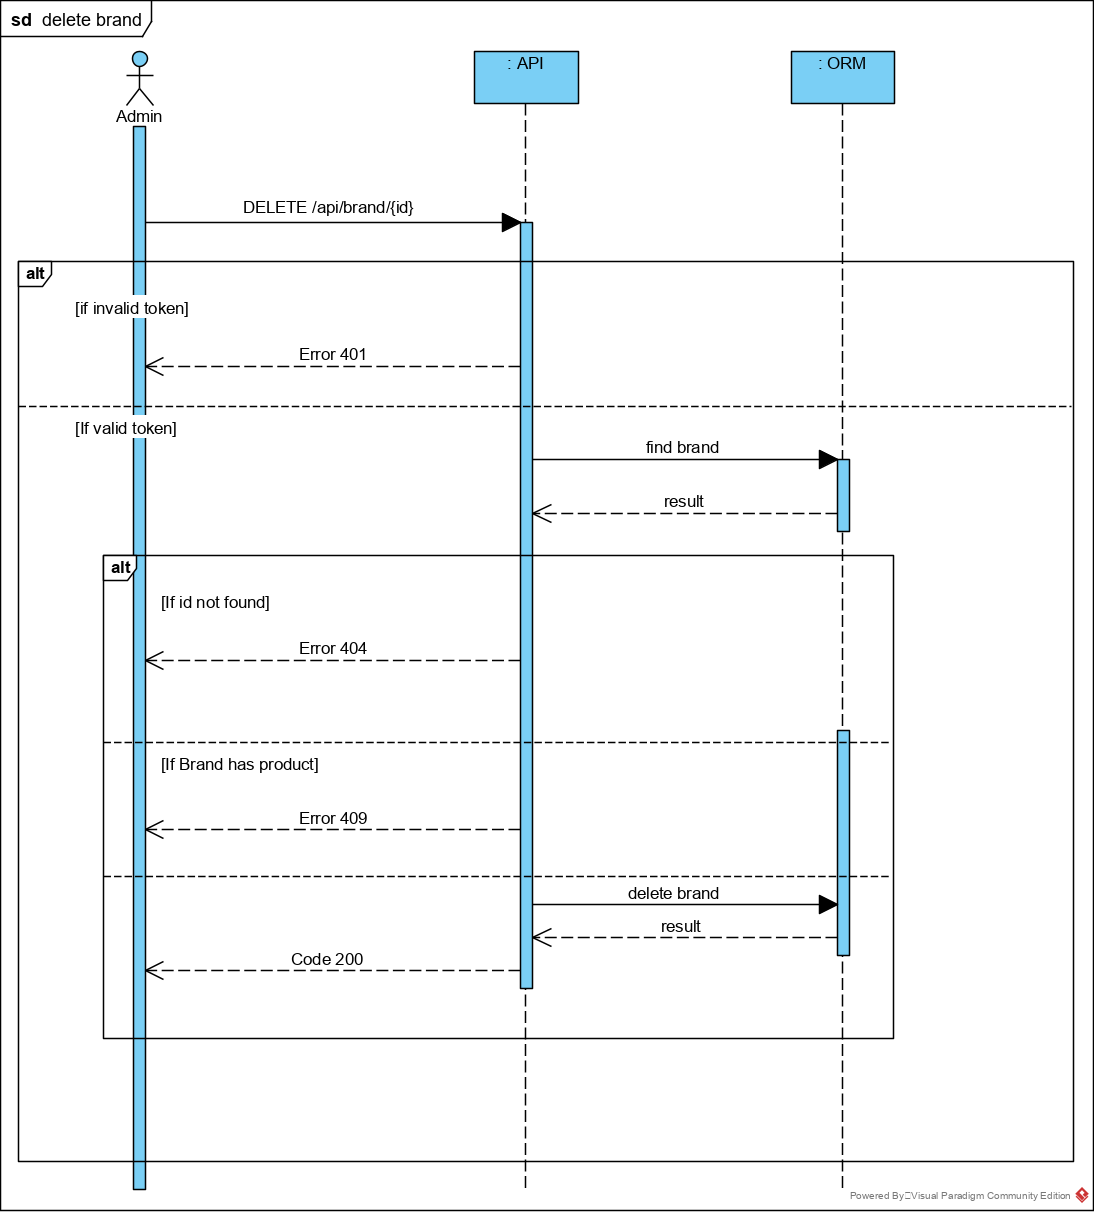 sd delete brand
: API
: ORM
Admin
DELETE /api/brand/{id}
alt
[if invalid token]
Error 401
[If valid token]
find brand
result
alt
[If id not found]
Error 404
[If Brand has product]
Error 409
delete brand
result
Code 200
Powered By Visual Paradigm Community Edition